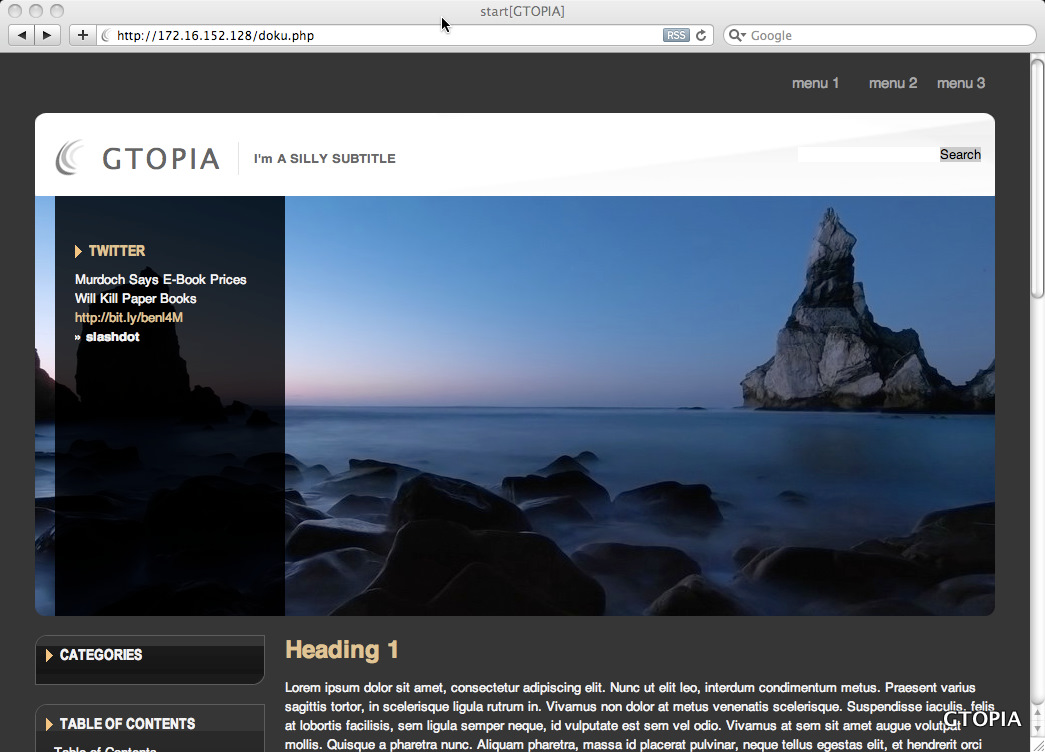 start[GTOPIA]
http://172.16.152.128/doku.php
RSS
Google
menu 1 menu 2 menu 3
GTOPIA
I'm A SILLY SUBTITLE
Search
TWITTER
Murdoch Says E-Book Prices
Will Kill Paper Books
http://bit.ly/benl4M
» slashdot
CATEGORIES
TABLE OF CONTENTS
Table of Contents
Heading 1
Lorem ipsum dolor sit amet, consectetur adipiscing elit. Nunc ut elit leo, interdum condimentum metus. Praesent varius
sagittis tortor, in scelerisque ligula rutrum in. Vivamus non dolor at metus venenatis scelerisque. Suspendisse iaculis, felis
at lobortis facilisis, sem ligula semper neque, id vulputate est sem vel odio. Vivamus at sem sit amet augue volutpat
mollis. Quisque a pharetra nunc. Aliquam pharetra, massa id placerat pulvinar, neque tellus egestas elit, et hendrerit orci
GTOPIA